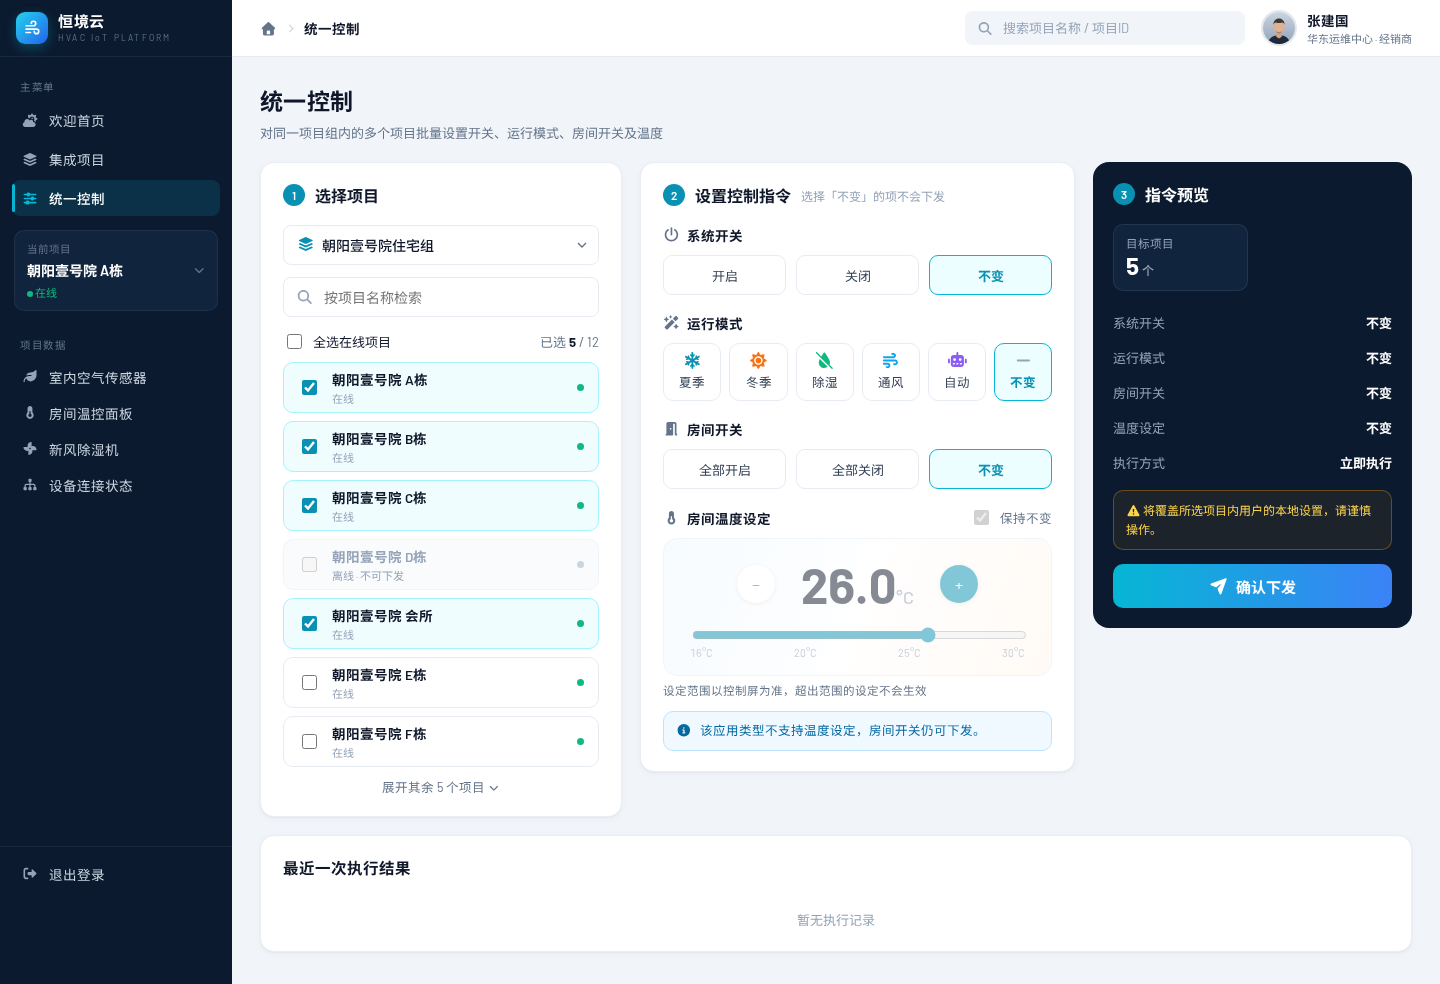 恒境云
HVAC IoT PLATFORM
主菜单
欢迎首页
集成项目
统一控制
当前项目
朝阳壹号院 A栋
在线
项目数据
室内空气传感器
房间温控面板
新风除湿机
设备连接状态
退出登录
统一控制
搜索项目名称 / 项目ID
张建国
华东运维中心 · 经销商
统一控制
对同一项目组内的多个项目批量设置开关、运行模式、房间开关及温度
1 选择项目
朝阳壹号院住宅组
按项目名称检索
全选在线项目 已选 5 / 12
朝阳壹号院 A栋
在线
朝阳壹号院 B栋
在线
朝阳壹号院 C栋
在线
朝阳壹号院 D栋
离线 · 不可下发
朝阳壹号院 会所
在线
朝阳壹号院 E栋
在线
朝阳壹号院 F栋
在线
展开其余 5 个项目
2 设置控制指令 选择「不变」的项不会下发
系统开关
开启 关闭 不变
运行模式
夏季 冬季 除湿 通风 自动 不变
房间开关
全部开启 全部关闭 不变
房间温度设定 保持不变
− 26.0°C +
16°C 20°C 25°C 30°C
设定范围以控制屏为准，超出范围的设定不会生效
该应用类型不支持温度设定，房间开关仍可下发。
3 指令预览
目标项目
5 个
系统开关 不变
运行模式 不变
房间开关 不变
温度设定 不变
执行方式 立即执行
将覆盖所选项目内用户的本地设置，请谨慎
操作。
确认下发
最近一次执行结果
暂无执行记录